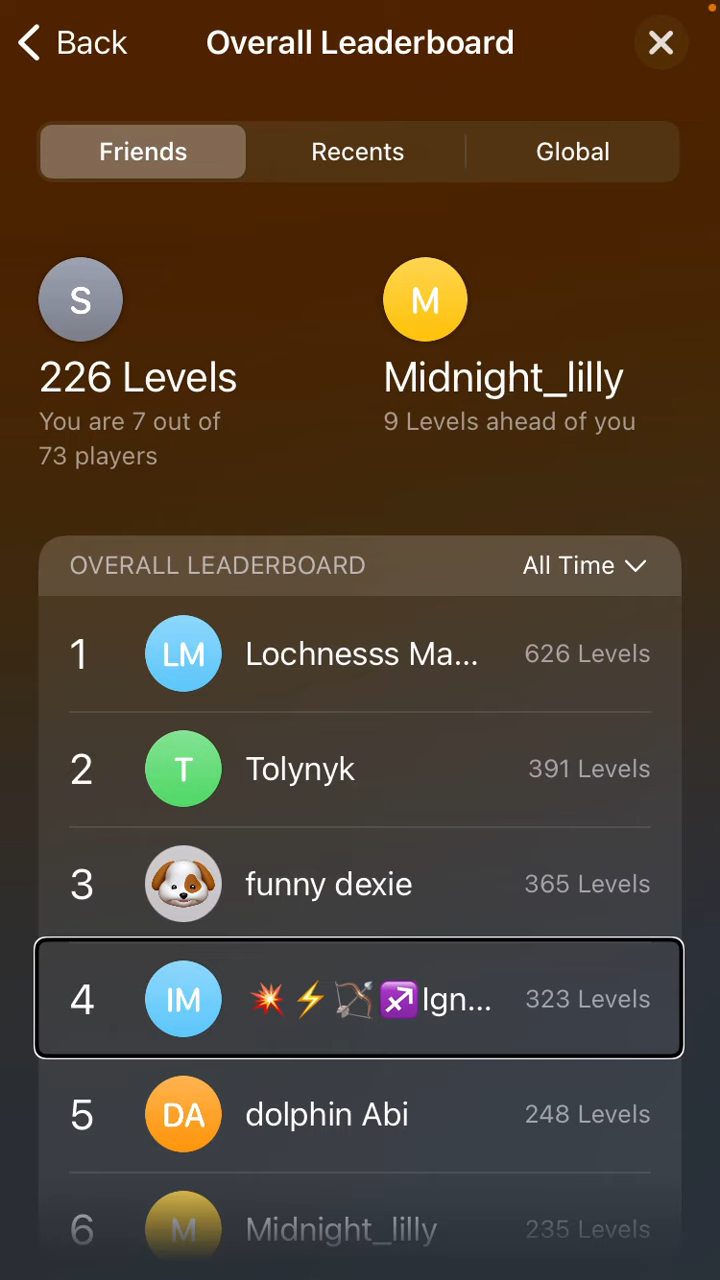 Back
Overall Leaderboard
Friends
Recents
Global
S
226 Levels
You are 7 out of
73 players
M
Midnight_lilly
9 Levels ahead of you
OVERALL LEADERBOARD
All Time
1 LM Lochnesss Ma... 626 Levels
2 T Tolynyk 391 Levels
3 funny dexie 365 Levels
4 IM 💥⚡🏹♐Ign... 323 Levels
5 DA dolphin Abi 248 Levels
6 M Midnight_lilly 235 Levels